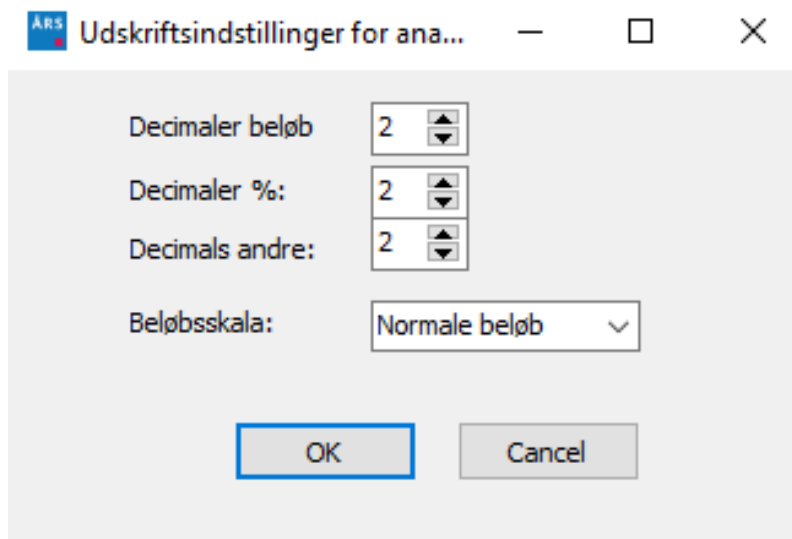 ÅRS
Udskriftsindstillinger for ana...
Decimaler beløb 2
Decimaler %: 2
Decimals andre: 2
Beløbsskala: Normale beløb
OK Cancel